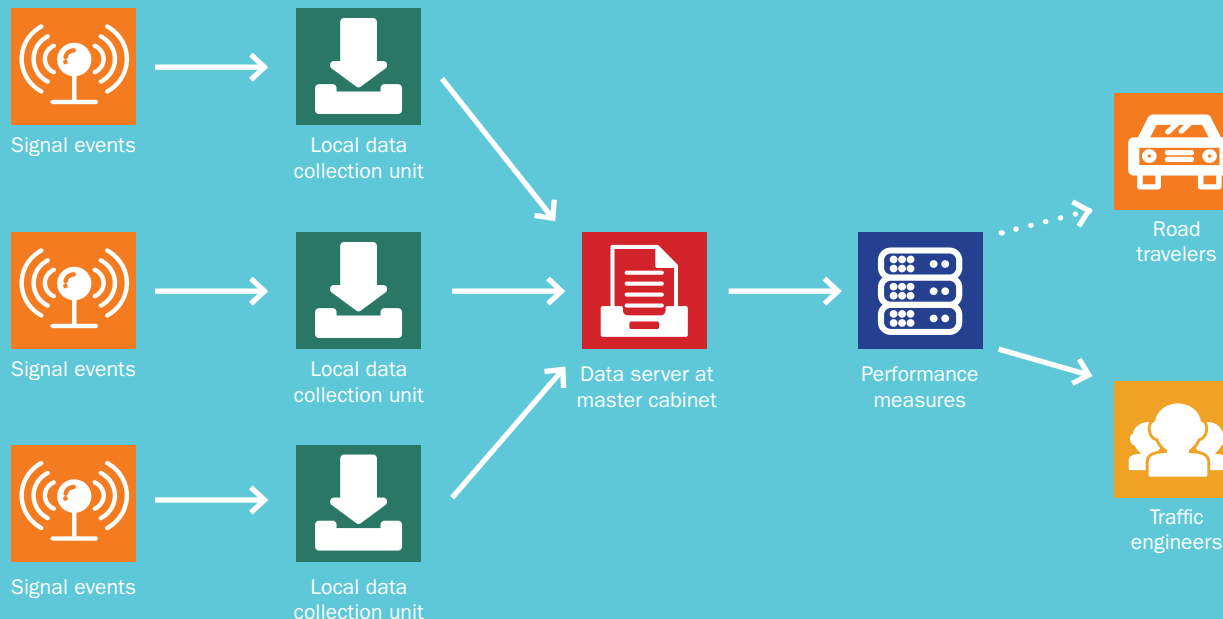 Signal events
Local data
collection unit
Road
travelers
Signal events
Local data
collection unit
Data server at
master cabinet
Performance
measures
Traffic
engineers
Signal events
Local data
collection unit